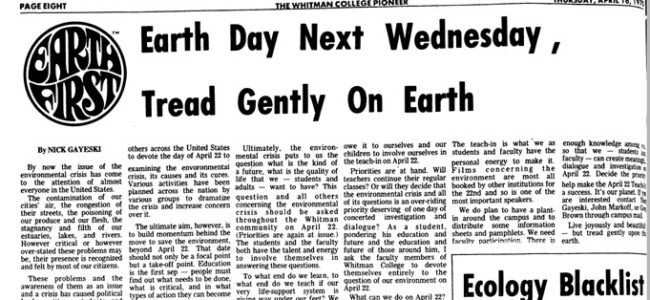 PAGE EIGHT
THE WHITMAN COLLEGE PIONEER
THURSDAY, APRIL 16,
EARTH
FIRST
Earth Day Next Wednesday,
Tread Gently On Earth
By NICK GAYESKI
By now the issue of the
environmental crisis has come
to the attention of almost
everyone in the United States.
The contamination of our
cities' air, the congestion of
their streets, the poisoning of
our produce and our flesh, the
stagnancy and filth of our
estuaries, lakes, and rivers.
However critical or however
over-stated these problems may
be, their presence is recognized
and felt by most of our citizens.
These problems and the
awareness of them as an issue
and a crisis has caused political
others across the United States
to devote the day of April 22 to
examining the environmental
crisis, its causes and its cures.
Various activities have been
planned across the nation by
various groups to dramatize
the crisis and increase concern
over it.
The ultimate aim, however, is
to build momentum behind the
move to save the environment,
beyond April 22. That date
should not only be a focal point
but a take-off point. Education
is the first sep — people must
find out what needs to be done,
what is critical, and in what
types of action can become
Ultimately, the environ-
mental crisis puts to us the
question what is the kind of
a future, what is the quality of
life that we — students and
adults — want to have? This
question and all others
concerning the environmental
crisis should be asked
throughout the Whitman
community on April 22.
(Priorities are again at issue.)
The students and the faculty
both have the talent and energy
to involve themselves in
answering these questions.
To what end do we learn, to
what end do we teach if our
very life-support system is
giving way under our feet? We
owe it to ourselves and our
children to involve ourselves in
the teach-in on April 22.
Priorities are at hand. Will
teachers continue their regular
classes? Or will they decide that
the environmental crisis and all
of its questions is an over-riding
priority deserving of one day of
concerted investigation and
dialogue? As a student,
pondering his education and
future and the education and
future of those around him, I
ask the faculty members of
Whitman College to devote
themselves entirely to the
question of our environment on
April 22.
What can we do on April 22?
The teach-in is what we as
students and faculty have the
personal energy to make it.
Films concerning the
environment are most all
booked by other institutions for
the 22nd and so is one of the
most important speakers.
We do plan to have a plant-
in around the campus and to
distribute some information
sheets and pamphlets. We need
faculty participation. There is
enough knowledge among
so that we — students
faculty — can create meaning
dialogue and investigation
April 22. Decide the priority
help make the April 22 Teach-
a success. It's our planet. If
are interested contact
Gayeski, John Markoff, or
Brown through campus mail.
Live joyously and beautifully
but tread gently upon
earth.
Ecology Blacklist